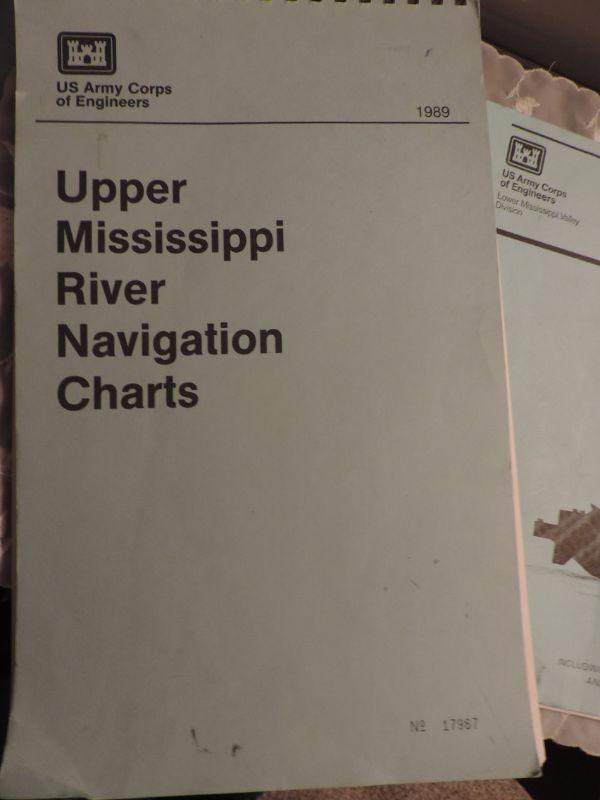 US Army Corps
of Engineers
1989
Upper
Mississippi
River
Navigation
Charts
Nº 17967
US Army Corps
of Engineers
Lower Mississippi Valley
Division